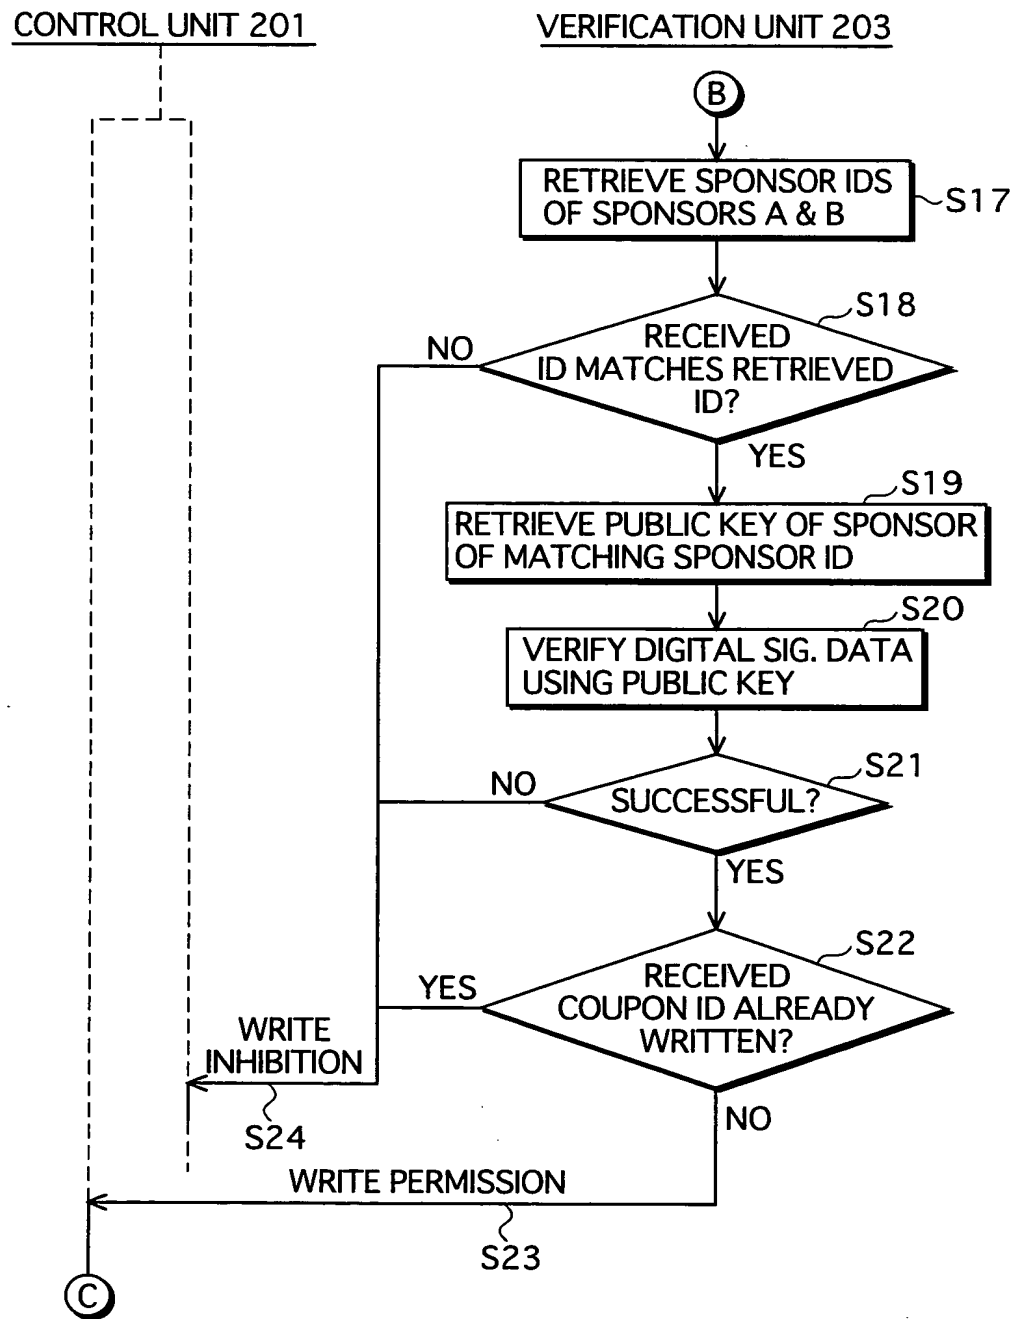 CONTROL UNIT 201
VERIFICATION UNIT 203
B
RETRIEVE SPONSOR IDS
OF SPONSORS A & B
S17
S18
RECEIVED
ID MATCHES RETRIEVED
ID?
NO
YES
S19
RETRIEVE PUBLIC KEY OF SPONSOR
OF MATCHING SPONSOR ID
S20
VERIFY DIGITAL SIG. DATA
USING PUBLIC KEY
S21
SUCCESSFUL?
NO
YES
S22
RECEIVED
COUPON ID ALREADY
WRITTEN?
YES
NO
WRITE
INHIBITION
S24
WRITE PERMISSION
S23
C